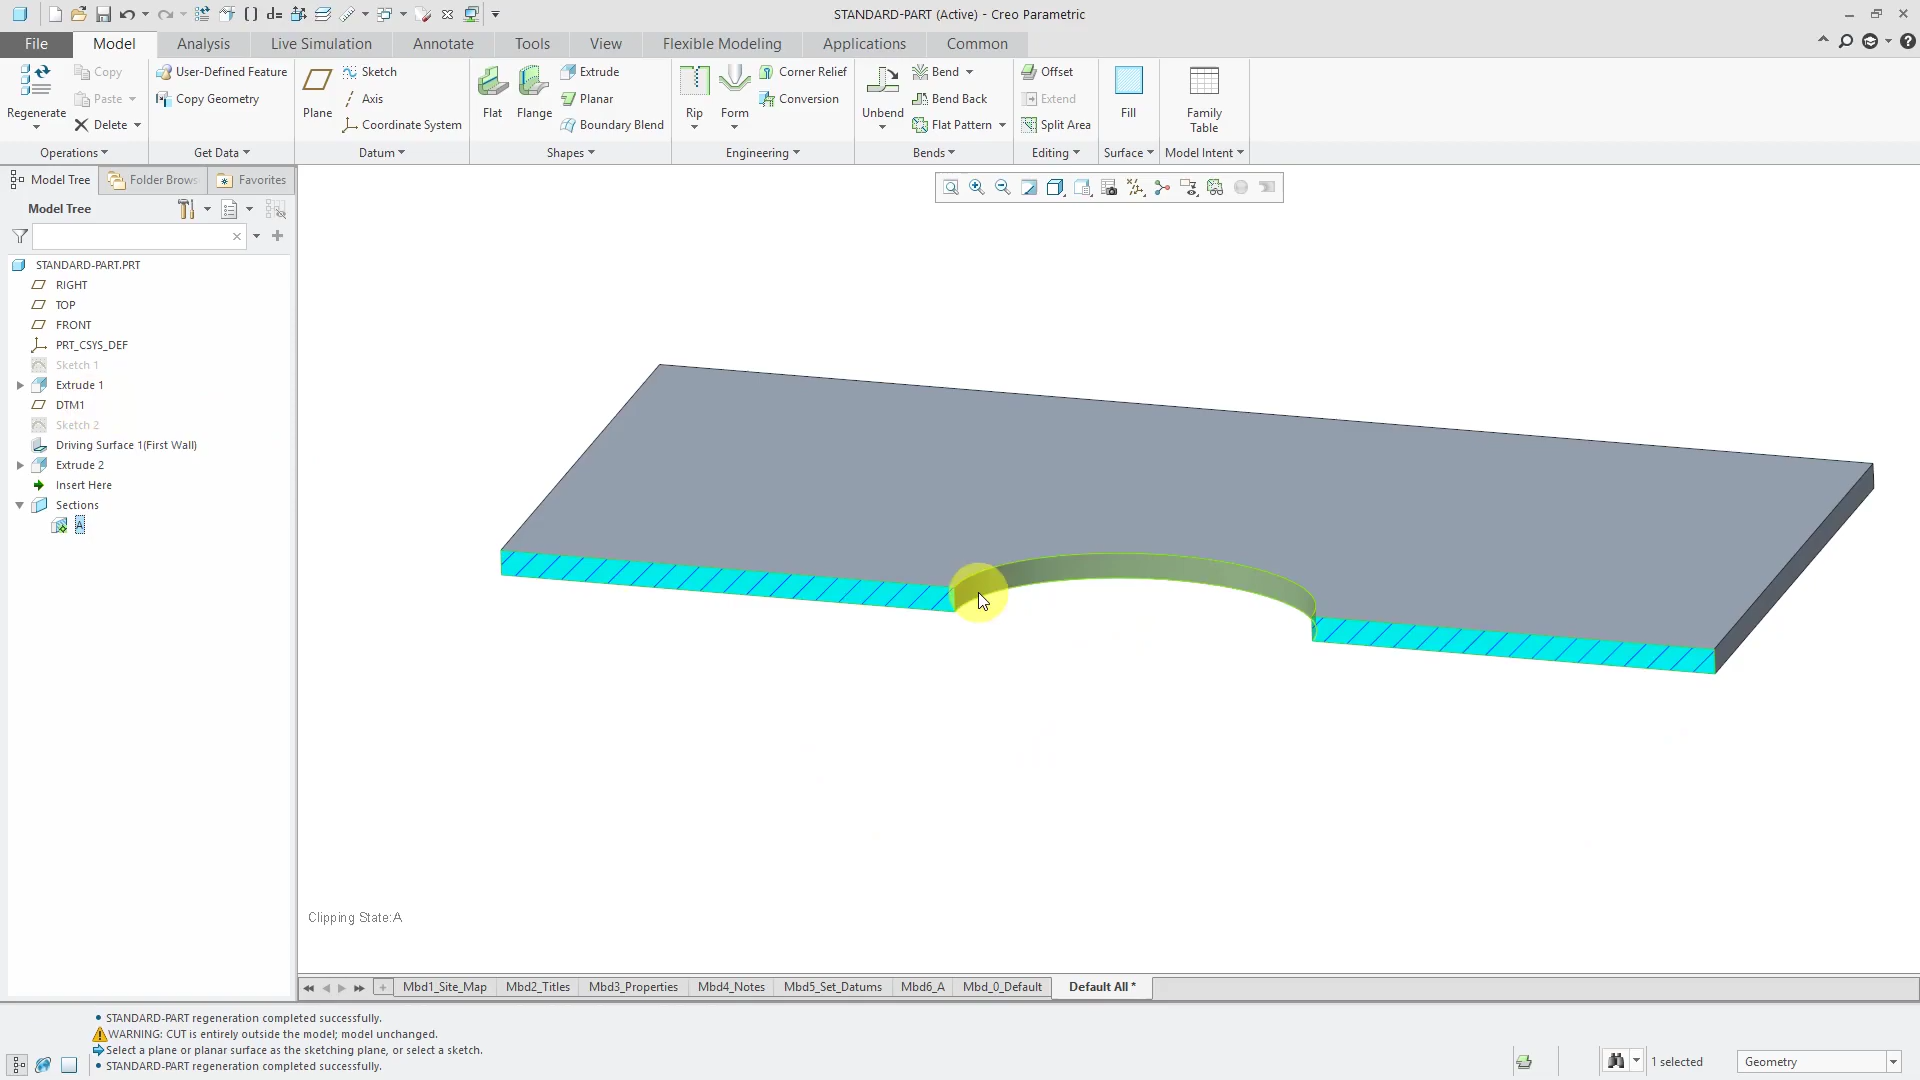 STANDARD-PART (Active) - Creo Parametric
File Model Analysis Live Simulation Annotate Tools View Flexible Modeling Applications Common
Regenerate
Copy
Paste
Delete
Operations
User-Defined Feature
Copy Geometry
Get Data
Plane
Sketch
Axis
Coordinate System
Datum
Flat
Flange
Extrude
Planar
Boundary Blend
Shapes
Rip
Form
Corner Relief
Conversion
Engineering
Unbend
Bend
Bend Back
Flat Pattern
Bends
Offset
Extend
Split Area
Editing
Fill
Surface
Family
Table
Model Intent
Model Tree Folder Brows Favorites
Model Tree
STANDARD-PART.PRT
RIGHT
TOP
FRONT
PRT_CSYS_DEF
Sketch 1
Extrude 1
DTM1
Sketch 2
Driving Surface 1(First Wall)
Extrude 2
Insert Here
Sections
A
Clipping State:A
Mbd1_Site_Map Mbd2_Titles Mbd3_Properties Mbd4_Notes Mbd5_Set_Datums Mbd6_A Mbd_0_Default Default All *
• STANDARD-PART regeneration completed successfully.
WARNING: CUT is entirely outside the model; model unchanged.
Select a plane or planar surface as the sketching plane, or select a sketch.
• STANDARD-PART regeneration completed successfully.
1 selected
Geometry